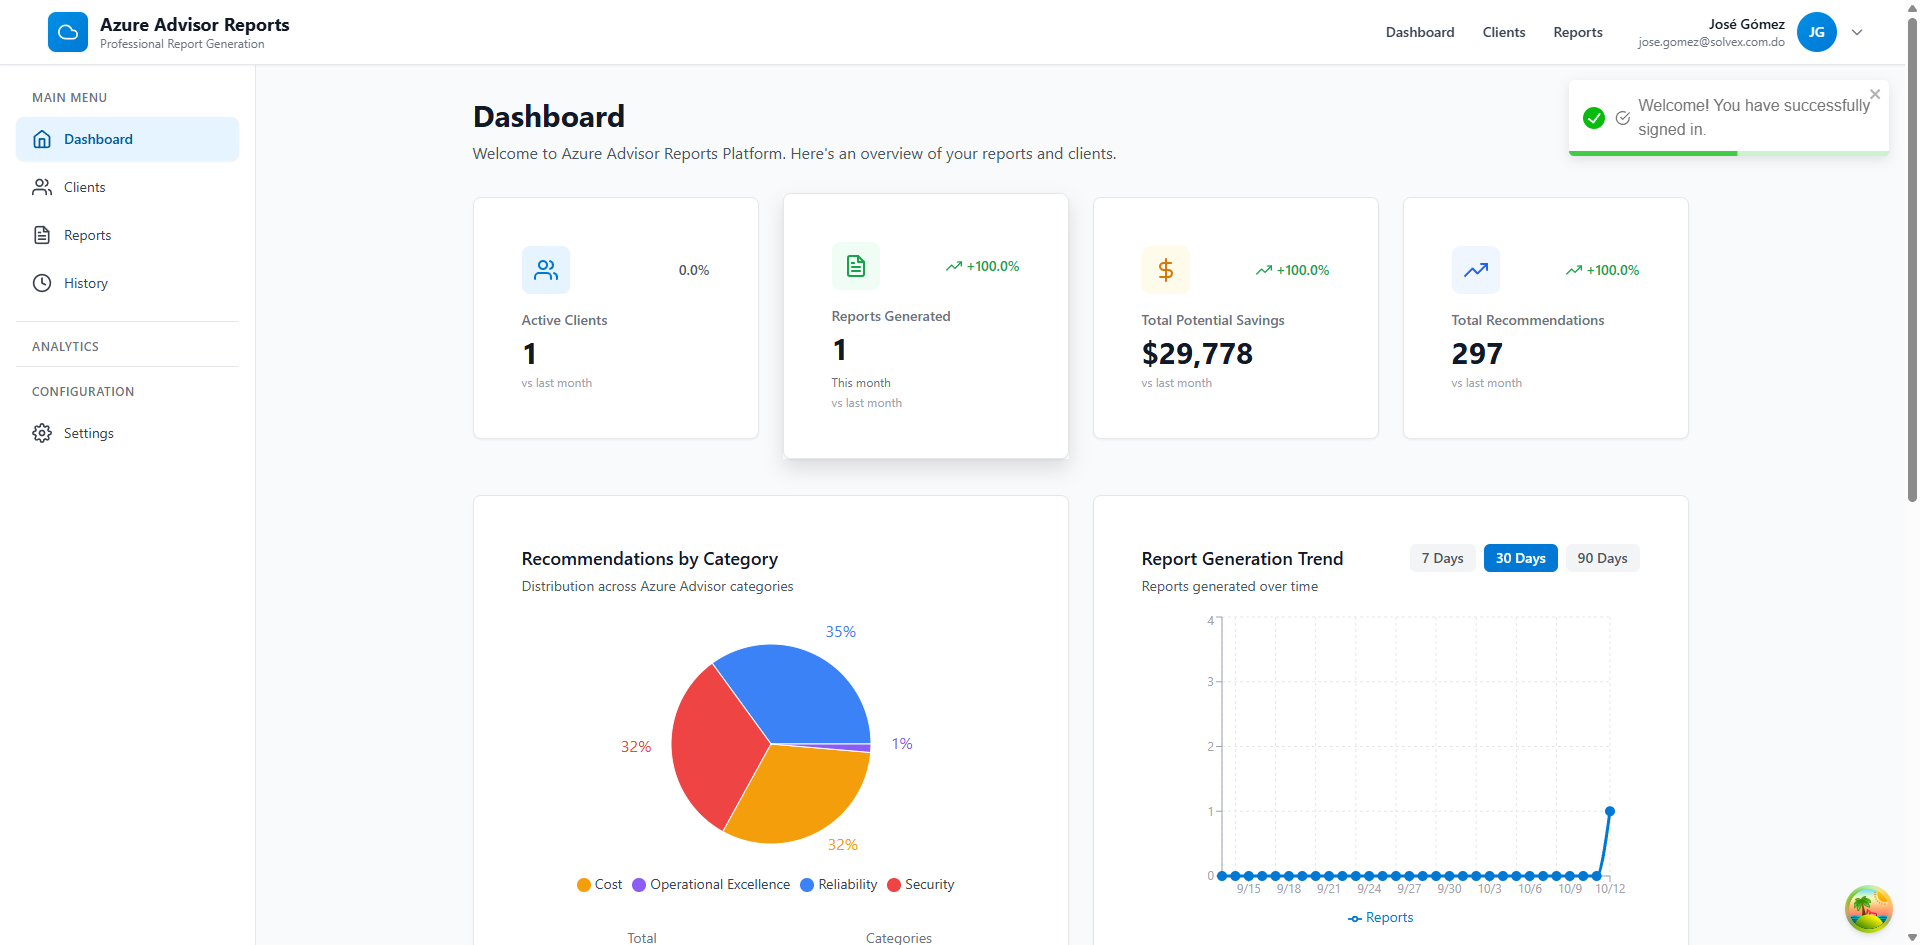 Azure Advisor Reports
Professional Report Generation
Dashboard
Clients
Reports
José Gómez
jose.gomez@solvex.com.do
JG
MAIN MENU
Dashboard
Clients
Reports
History
ANALYTICS
CONFIGURATION
Settings
Welcome! You have successfully
signed in.
Dashboard
Welcome to Azure Advisor Reports Platform. Here's an overview of your reports and clients.
0.0%
Active Clients
1
vs last month
+100.0%
Reports Generated
1
This month
vs last month
+100.0%
Total Potential Savings
$29,778
vs last month
+100.0%
Total Recommendations
297
vs last month
Recommendations by Category
Distribution across Azure Advisor categories
35%
32%
1%
32%
Cost Operational Excellence Reliability Security
Total Categories
Report Generation Trend
7 Days 30 Days 90 Days
Reports generated over time
4
3
2
1
0
9/15 9/18 9/21 9/24 9/27 9/30 10/3 10/6 10/9 10/12
Reports